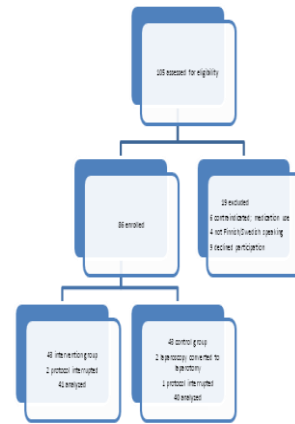 105 assessed for eligibility
86 enrolled
19 excluded
6 contraindicated; medication use
4 not Finnish/Swedish speaking
9 declined participation
43 intervention group
2 protocol interrupted
41 analyzed
43 control group
2 laparoscopy converted to
laparotomy
1 protocol interrupted
40 analyzed